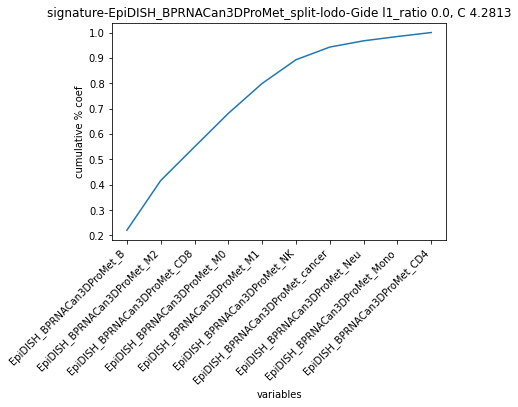 signature-EpiDISH_BPRNACan3DProMet_split-lodo-Gide l1_ratio 0.0, C 4.2813
cumulative % coef
1.0
0.9
0.8
0.7
0.6
0.5
0.4
0.3
0.2
EpiDISH_BPRNACan3DProMet_B
EpiDISH_BPRNACan3DProMet_M2
EpiDISH_BPRNACan3DProMet_CD8
EpiDISH_BPRNACan3DProMet_M0
EpiDISH_BPRNACan3DProMet_M1
EpiDISH_BPRNACan3DProMet_NK
EpiDISH_BPRNACan3DProMet_cancer
EpiDISH_BPRNACan3DProMet_Neu
EpiDISH_BPRNACan3DProMet_Mono
EpiDISH_BPRNACan3DProMet_CD4
variables